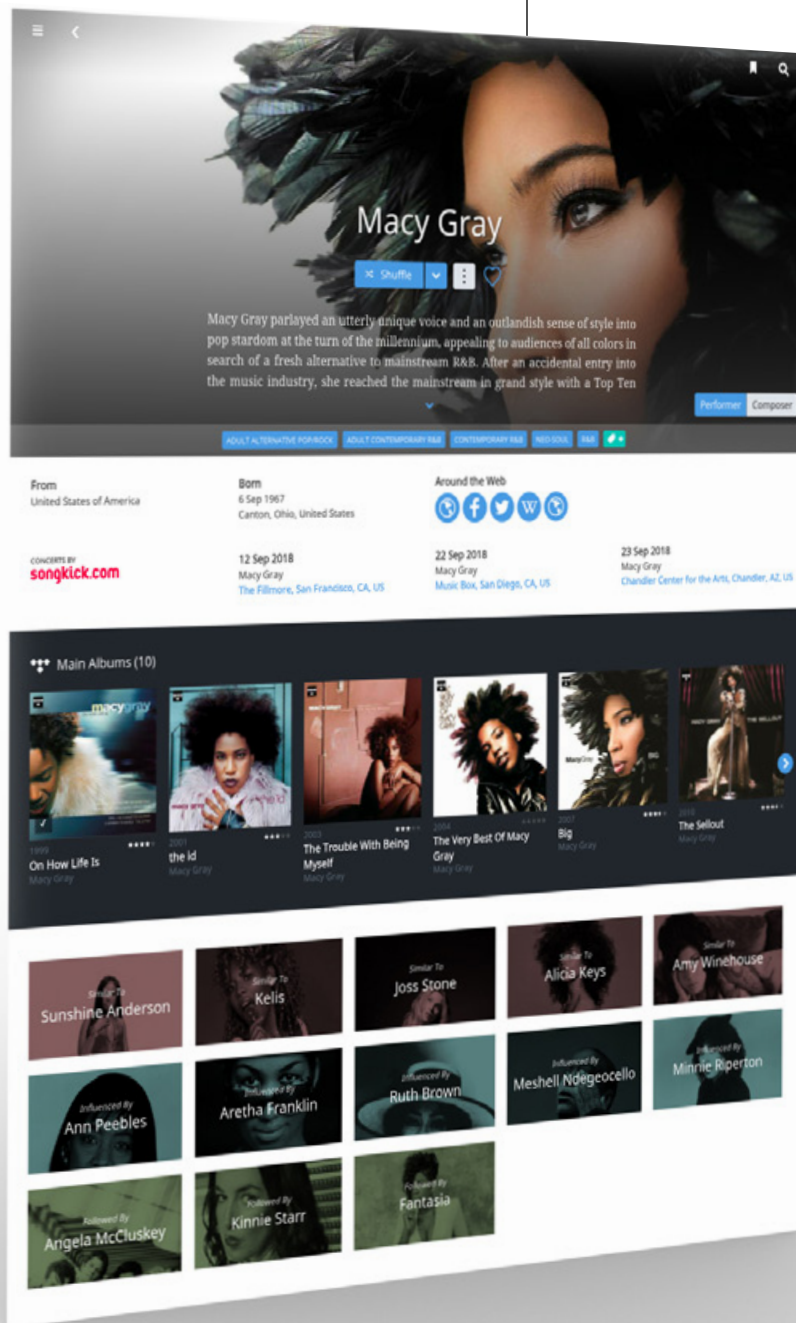 Macy Gray
Shuffle
Macy Gray parlayed an utterly unique voice and an outlandish sense of style into
pop stardom at the turn of the millennium, appealing to audiences of all colors in
search of a fresh alternative to mainstream R&B. After an accidental entry into
the music industry, she reached the mainstream in grand style with a Top Ten
Performer Composer
ADULT ALTERNATIVE POP/ROCK ADULT CONTEMPORARY R&B CONTEMPORARY R&B NEO-SOUL R&B
From
United States of America
Born
6 Sep 1967
Canton, Ohio, United States
Around the Web
CONCERTS BY
songkick.com
12 Sep 2018
Macy Gray
The Fillmore, San Francisco, CA, US
22 Sep 2018
Macy Gray
Music Box, San Diego, CA, US
23 Sep 2018
Macy Gray
Chandler Center for the Arts, Chandler, AZ, US
Main Albums (10)
macygray
1999
On How Life Is
Macy Gray
the id
2001
the id
Macy Gray
2003
The Trouble With Being
Myself
Macy Gray
2004
The Very Best Of Macy
Gray
Macy Gray
MacyGray BIG
2007
Big
Macy Gray
MACY GRAY THE SELLOUT
2010
The Sellout
Macy Gray
Similar To
Sunshine Anderson
Similar To
Kelis
Similar To
Joss Stone
Similar To
Alicia Keys
Similar To
Amy Winehouse
Influenced By
Ann Peebles
Influenced By
Aretha Franklin
Influenced By
Ruth Brown
Influenced By
Meshell Ndegeocello
Influenced By
Minnie Riperton
Followed By
Angela McCluskey
Followed By
Kinnie Starr
Followed By
Fantasia